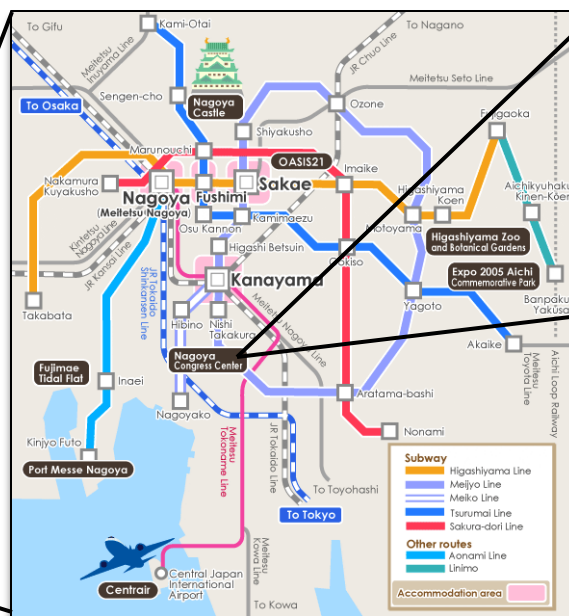 To Gifu
Kami-Otai
To Nagano
Meitetsu
Inuyama Line
JR Chuo Line
Meitetsu Seto Line
To Osaka
Sengen-cho
Nagoya
Castle
Ozone
Fujigaoka
Shiyakusho
Marunouchi
OASIS21
Imaike
Nakamura
Kuyakusho
Nagoya
(Meitetsu Nagoya)
Fushimi
Sakae
Higashiyama
Koen
Aichikyuhaku
Kinen-Koen
Motoyama
Osu Kannon
Kamimaezu
Kintetsu
Nagoya Line
JR Kansai Line
Higashi Betsuin
Gokiso
Higashiyama Zoo
and Botanical Gardens
Expo 2005 Aichi
Commemorative Park
JR Tokaido
Shinkansen Line
Kanayama
Yagoto
Banpaku
Yakusa
Takabata
Hibino
Nishi
Takakura
Meitetsu Nagoya Line
Akaike
Fujimae
Tidal Flat
Inaei
Nagoya
Congress Center
Meitesu
Toyota Line
Aichi Loop Railway
Nagoyako
Aratama-bashi
Kinjyo Futo
Nonami
Port Messe Nagoya
Meitesu
Tokoname Line
JR Tokaido Line
To Toyohashi
To Tokyo
Subway
Higashiyama Line
Meijyo Line
Meiko Line
Tsurumai Line
Sakura-dori Line
Other routes
Aonami Line
Linimo
Accommodation area
Centrair
Central Japan
International
Airport
Meitetsu
Kowa Line
To Kowa